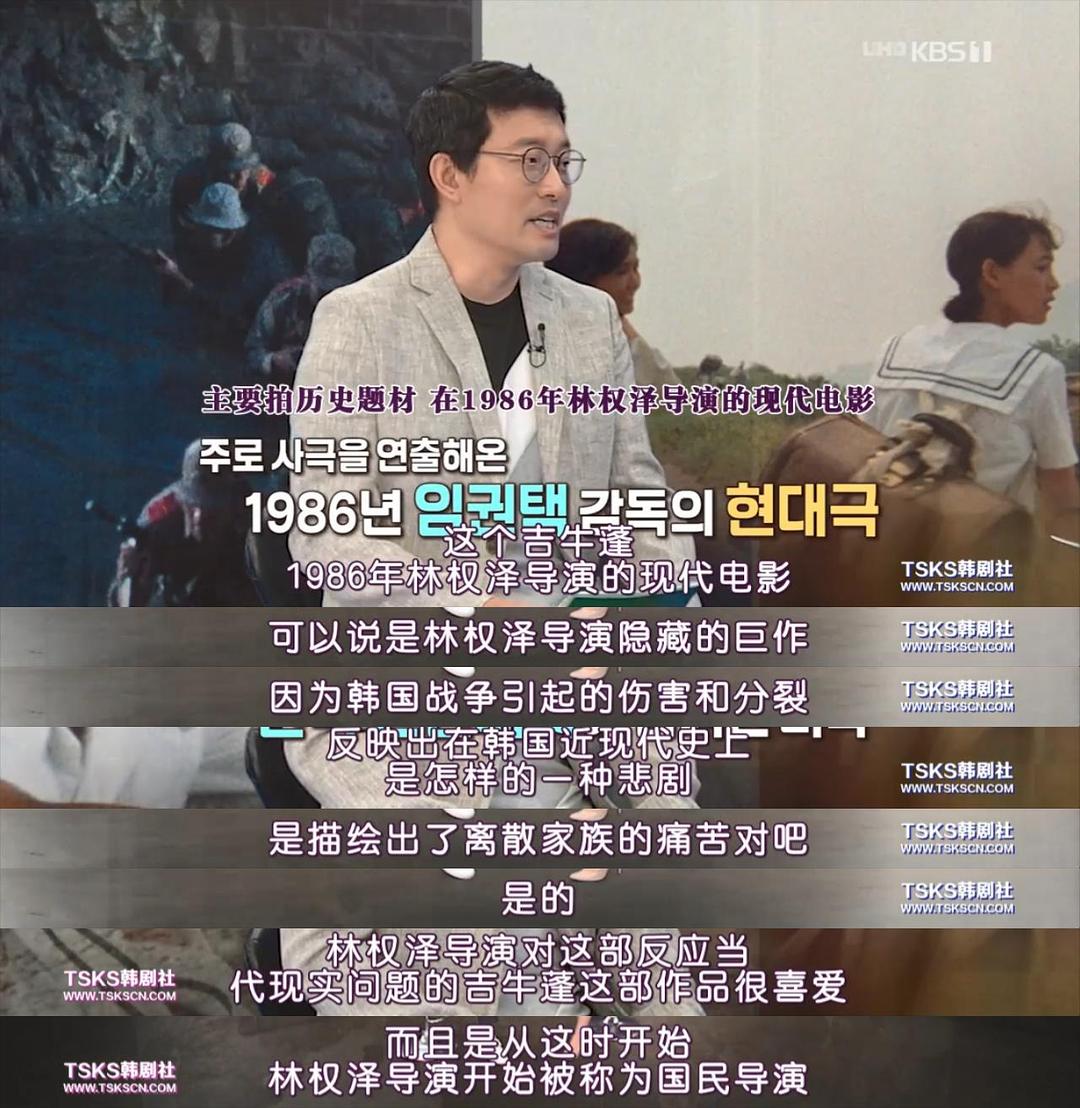 UHD KBS1
主要拍历史题材 在1986年林权泽导演的现代电影
주로 사극을 연출해온
1986년 임권택 감독의 현대극
这个吉牛蓬
1986年林权泽导演的现代电影
TSKS韩剧社
WWW.TSKSCN.COM
可以说是林权泽导演隐藏的巨作
TSKS韩剧社
WWW.TSKSCN.COM
因为韩国战争引起的伤害和分裂
TSKS韩剧社
WWW.TSKSCN.COM
反映出在韩国近现代史上
是怎样的一种悲剧
TSKS韩剧社
WWW.TSKSCN.COM
是描绘出了离散家族的痛苦对吧
TSKS韩剧社
WWW.TSKSCN.COM
是的
TSKS韩剧社
WWW.TSKSCN.COM
林权泽导演对这部反应当
代现实问题的吉牛蓬这部作品很喜爱
TSKS韩剧社
WWW.TSKSCN.COM
而且是从这时开始
林权泽导演开始被称为国民导演
TSKS韩剧社
WWW.TSKSCN.COM